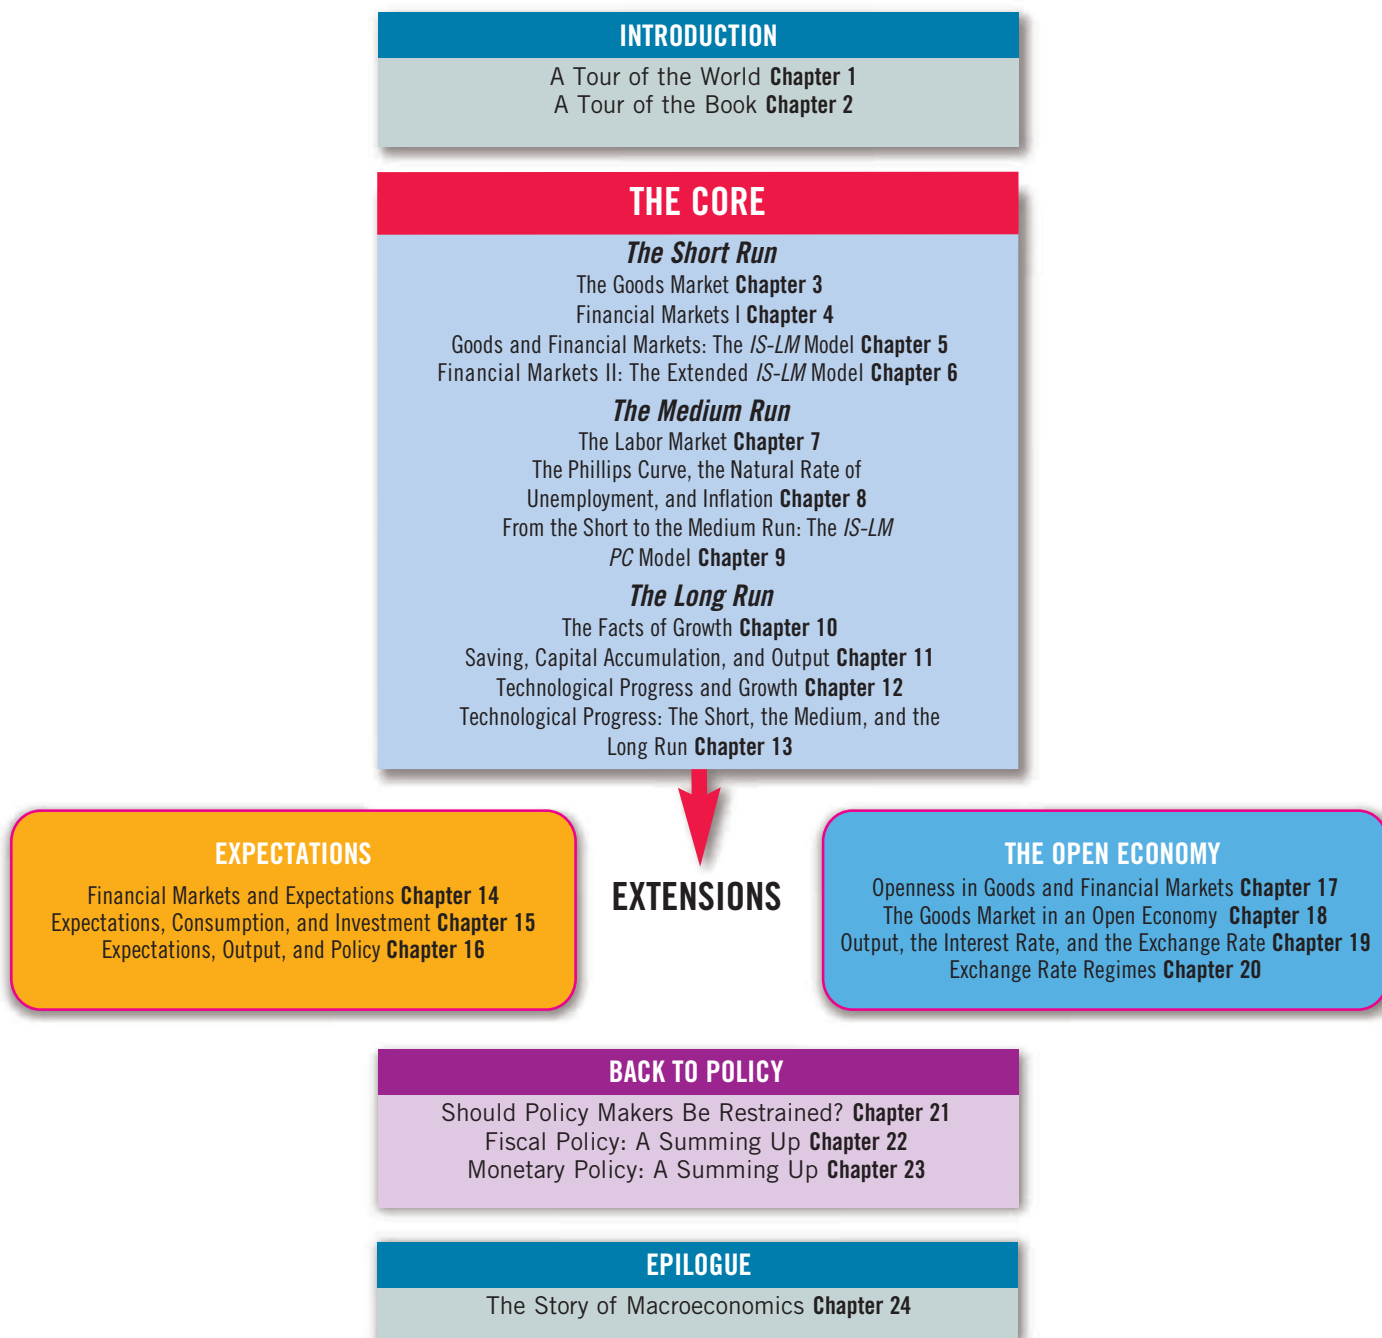 INTRODUCTION
A Tour of the World Chapter 1
A Tour of the Book Chapter 2
THE CORE
The Short Run
The Goods Market Chapter 3
Financial Markets I Chapter 4
Goods and Financial Markets: The IS-LM Model Chapter 5
Financial Markets II: The Extended IS-LM Model Chapter 6
The Medium Run
The Labor Market Chapter 7
The Phillips Curve, the Natural Rate of
Unemployment, and Inflation Chapter 8
From the Short to the Medium Run: The IS-LM
PC Model Chapter 9
The Long Run
The Facts of Growth Chapter 10
Saving, Capital Accumulation, and Output Chapter 11
Technological Progress and Growth Chapter 12
Technological Progress: The Short, the Medium, and the
Long Run Chapter 13
EXPECTATIONS
Financial Markets and Expectations Chapter 14
Expectations, Consumption, and Investment Chapter 15
Expectations, Output, and Policy Chapter 16
EXTENSIONS
THE OPEN ECONOMY
Openness in Goods and Financial Markets Chapter 17
The Goods Market in an Open Economy Chapter 18
Output, the Interest Rate, and the Exchange Rate Chapter 19
Exchange Rate Regimes Chapter 20
BACK TO POLICY
Should Policy Makers Be Restrained? Chapter 21
Fiscal Policy: A Summing Up Chapter 22
Monetary Policy: A Summing Up Chapter 23
EPILOGUE
The Story of Macroeconomics Chapter 24